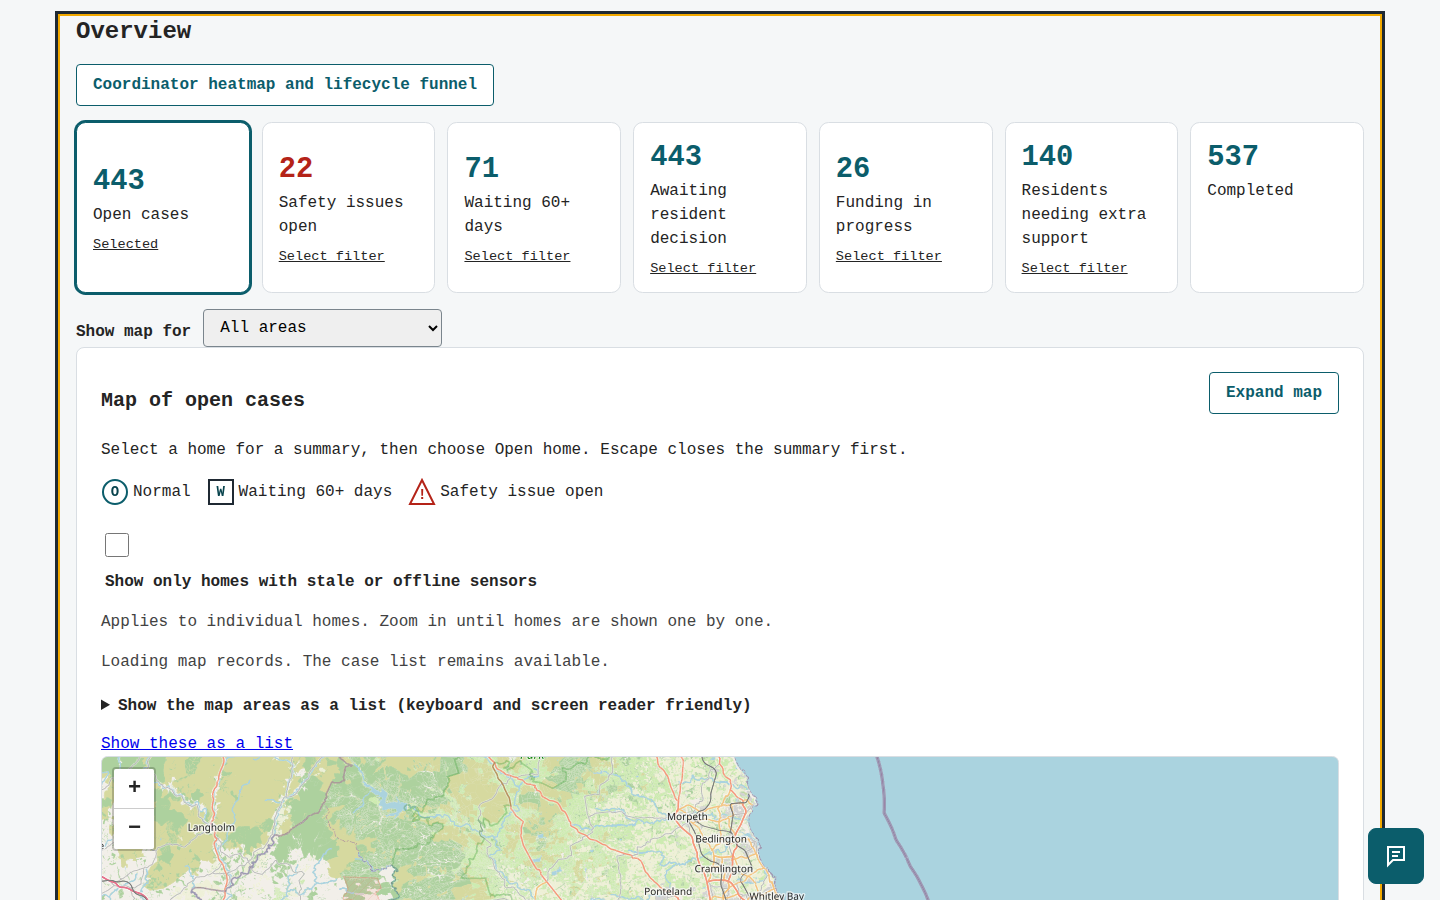 Overview
Coordinator heatmap and lifecycle funnel
443
Open cases
Selected
22
Safety issues
open
Select filter
71
Waiting 60+
days
Select filter
443
Awaiting
resident
decision
Select filter
26
Funding in
progress
Select filter
140
Residents
needing extra
support
Select filter
537
Completed
Show map for All areas
Map of open cases
Expand map
Select a home for a summary, then choose Open home. Escape closes the summary first.
O Normal W Waiting 60+ days ! Safety issue open
Show only homes with stale or offline sensors
Applies to individual homes. Zoom in until homes are shown one by one.
Loading map records. The case list remains available.
Show the map areas as a list (keyboard and screen reader friendly)
Show these as a list
+
−
Langholm
Morpeth
Bedlington
Cramlington
Ponteland
Whitley Bay